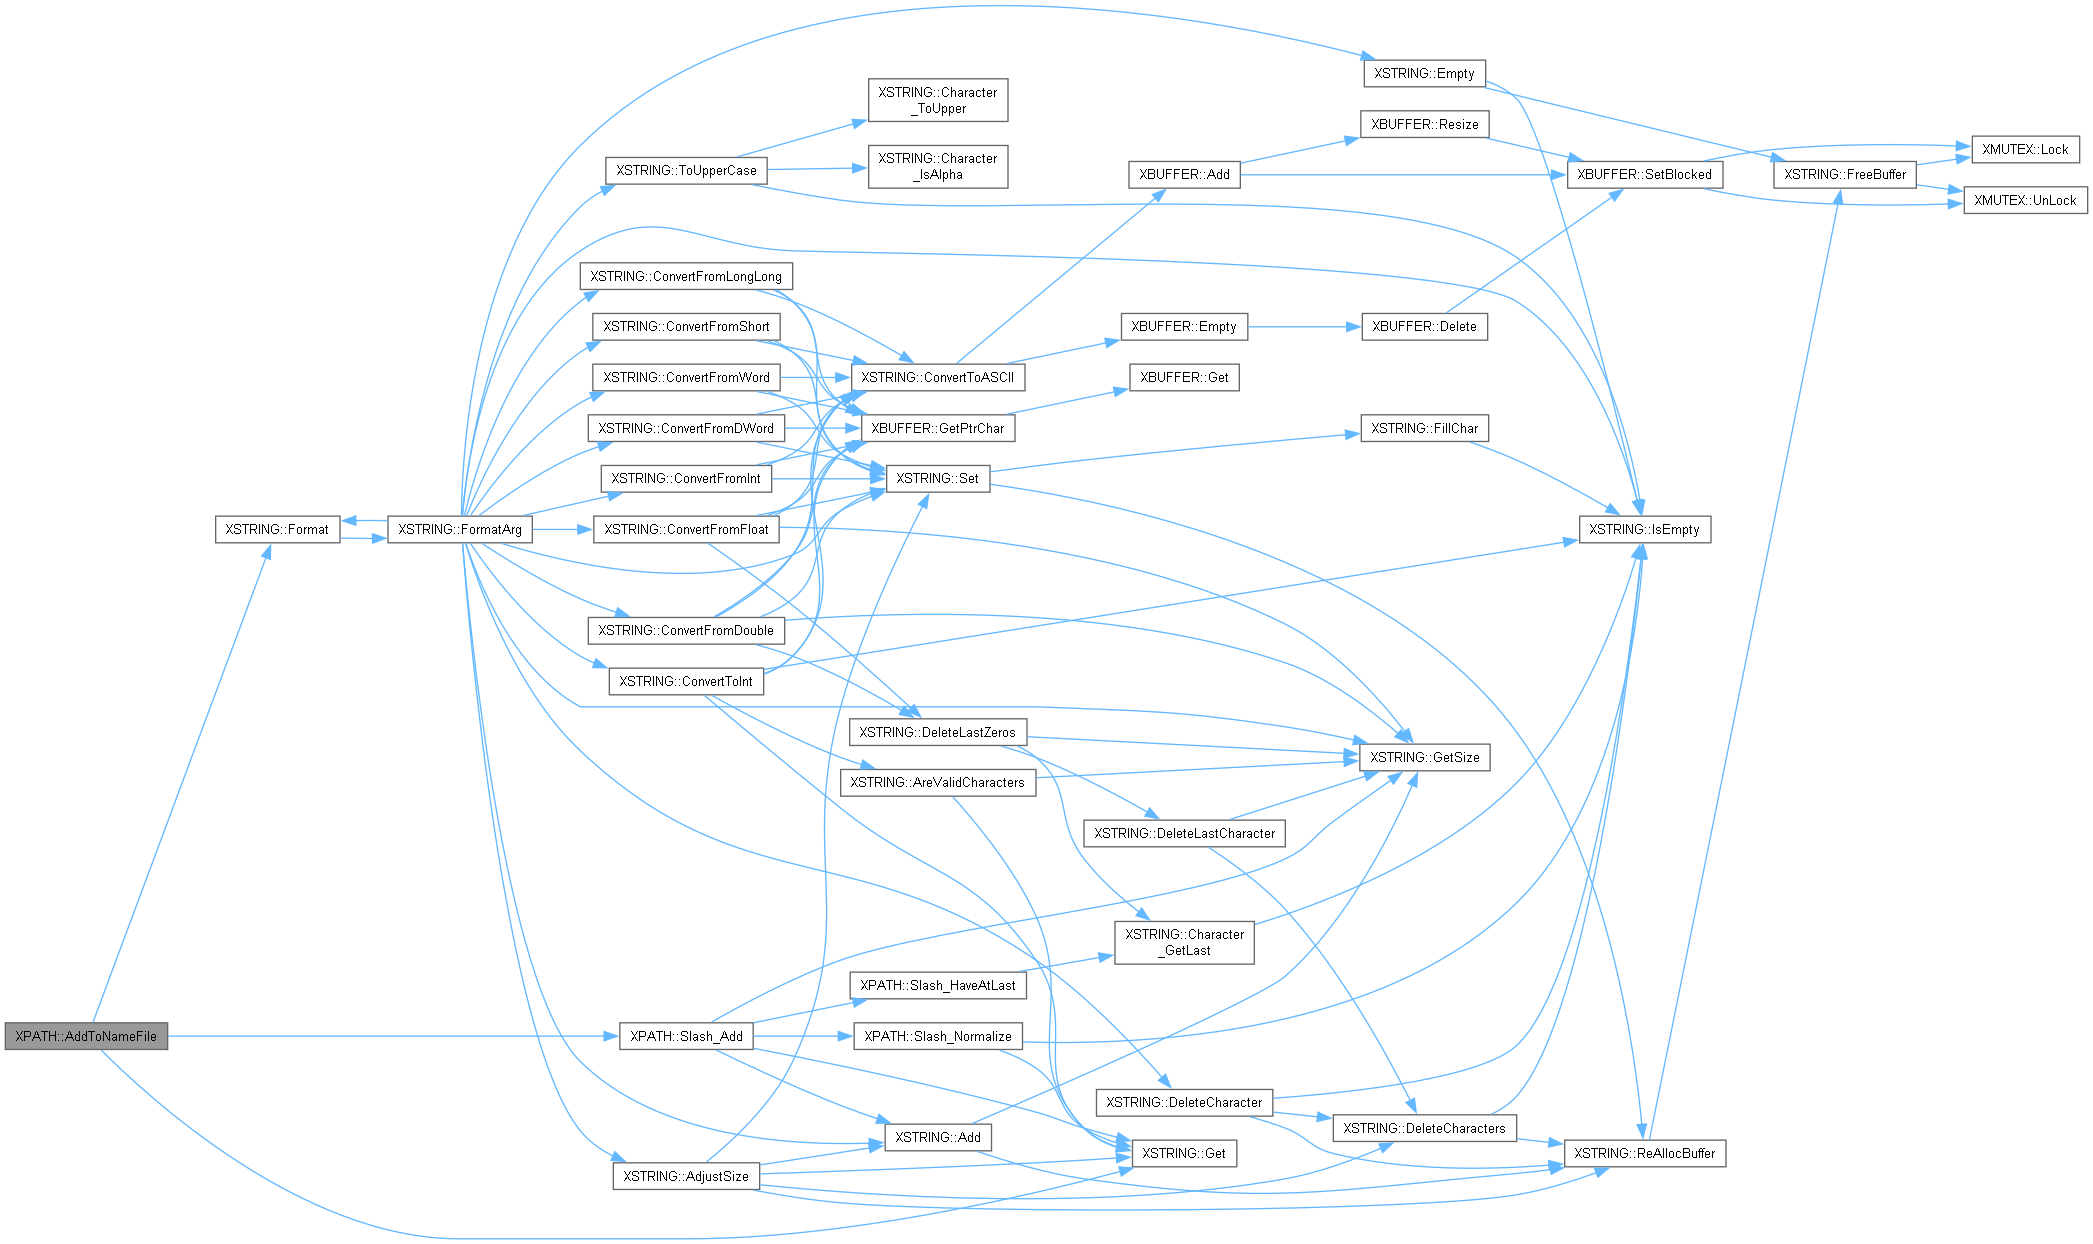 XSTRING::Empty
XSTRING::Character
_ToUpper
XBUFFER::Resize
XMUTEX::Lock
XSTRING::ToUpperCase
XSTRING::Character
_IsAlpha
XBUFFER::Add
XBUFFER::SetBlocked
XSTRING::FreeBuffer
XMUTEX::UnLock
XSTRING::ConvertFromLongLong
XSTRING::ConvertFromShort
XBUFFER::Empty
XBUFFER::Delete
XSTRING::ConvertFromWord
XSTRING::ConvertToASCII
XBUFFER::Get
XSTRING::ConvertFromDWord
XBUFFER::GetPtrChar
XSTRING::FillChar
XSTRING::ConvertFromInt
XSTRING::Set
XSTRING::Format
XSTRING::FormatArg
XSTRING::ConvertFromFloat
XSTRING::IsEmpty
XSTRING::ConvertFromDouble
XSTRING::ConvertToInt
XSTRING::DeleteLastZeros
XSTRING::GetSize
XSTRING::AreValidCharacters
XSTRING::DeleteLastCharacter
XSTRING::Character
_GetLast
XPATH::Slash_HaveAtLast
XPATH::AddToNameFile
XPATH::Slash_Add
XPATH::Slash_Normalize
XSTRING::DeleteCharacter
XSTRING::DeleteCharacters
XSTRING::Add
XSTRING::Get
XSTRING::ReAllocBuffer
XSTRING::AdjustSize